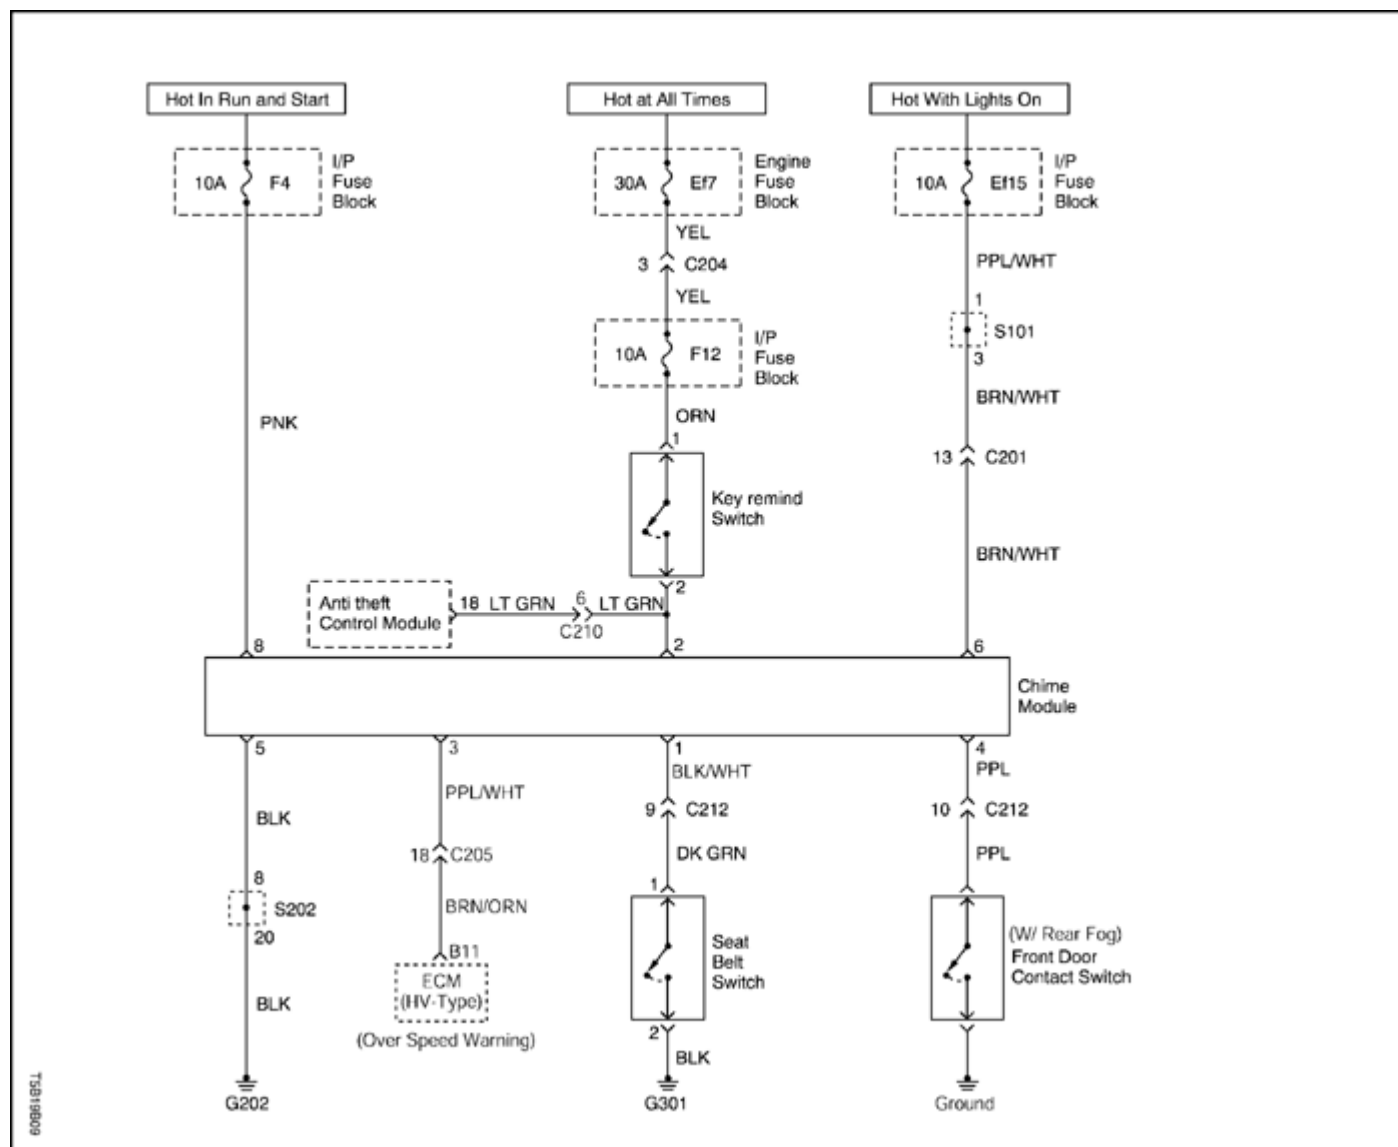 Hot In Run and Start
Hot at All Times
Hot With Lights On
10A F4
I/P
Fuse
Block
30A Ef7
Engine
Fuse
Block
10A Ef15
I/P
Fuse
Block
YEL
3 C204
YEL
PPL/WHT
1
S101
3
10A F12
I/P
Fuse
Block
BRN/WHT
PNK
ORN
1
13 C201
Key remind
Switch
BRN/WHT
2
Anti theft
Control Module
18 LT GRN 6 LT GRN
C210
8
2
6
Chime
Module
5
3
1
4
BLK/WHT
PPL
PPL/WHT
9 C212
10 C212
BLK
18 C205
DK GRN
PPL
8
S202
20
BRN/ORN
1
B11
ECM
(HV-Type)
(Over Speed Warning)
Seat
Belt
Switch
(W/ Rear Fog)
Front Door
Contact Switch
BLK
2
BLK
G202
G301
Ground
T5B19B09